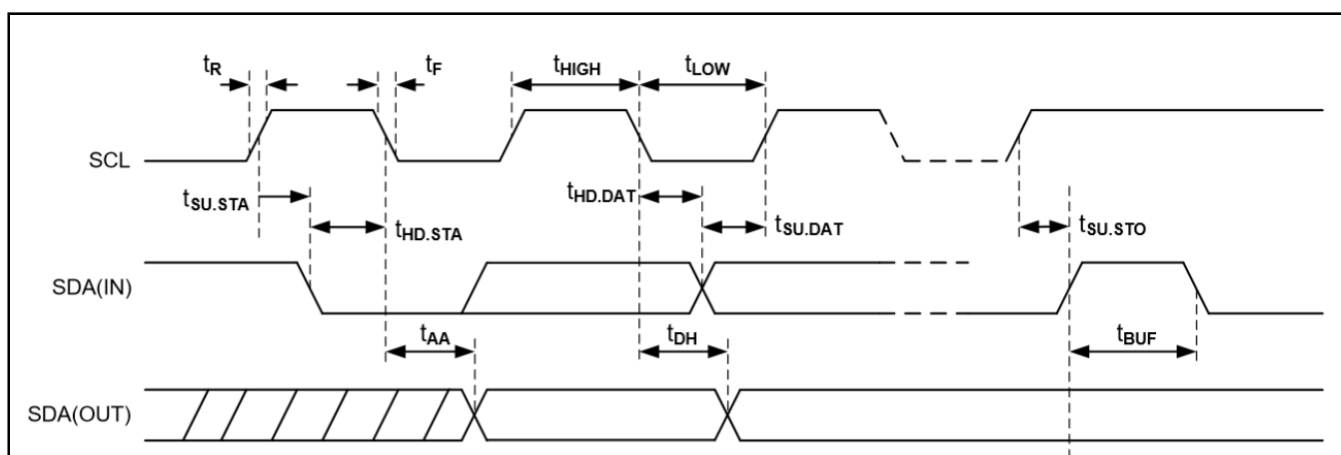 tR
tF
tHIGH
tLOW
SCL
tSU.STA
tHD.STA
tHD.DAT
tSU.DAT
tSU.STO
SDA(IN)
tAA
tDH
tBUF
SDA(OUT)